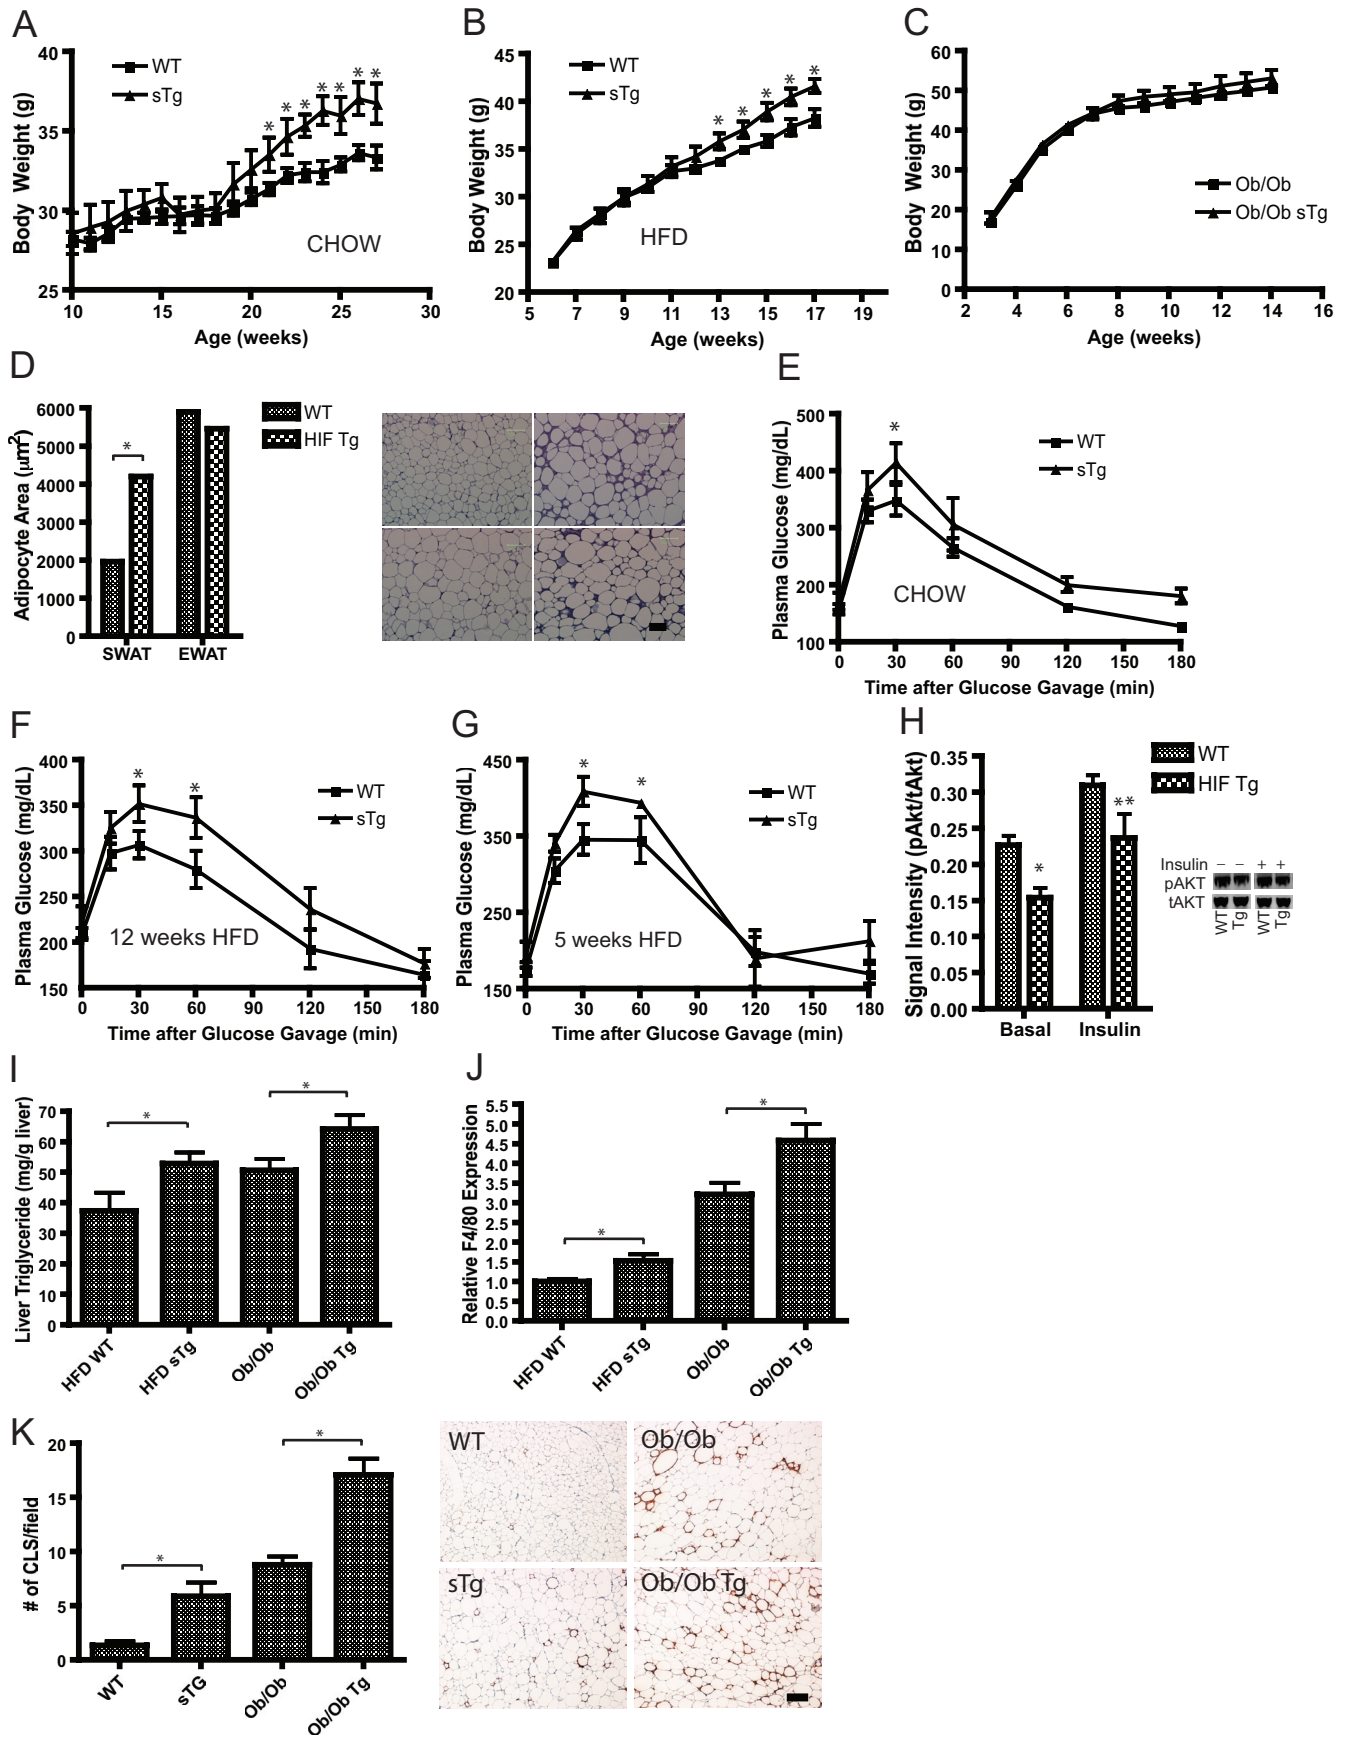 A
Body Weight (g)
40
35
30
25
10
15
20
25
30
Age (weeks)
WT
sTg
* * * * * * *
CHOW
B
Body Weight (g)
45
40
35
30
25
20
5
7
9
11
13
15
17
19
Age (weeks)
WT
sTg
* * * * *
HFD
C
Body Weight (g)
60
50
40
30
20
10
0
2
4
6
8
10
12
14
16
Age (weeks)
Ob/Ob
Ob/Ob sTg
D
Adipocyte Area (µm²)
6000
5000
4000
3000
2000
1000
0
*
SWAT
EWAT
WT
HIF Tg
E
Plasma Glucose (mg/dL)
500
400
300
200
100
0
30
60
90
120
150
180
Time after Glucose Gavage (min)
*
WT
sTg
CHOW
F
Plasma Glucose (mg/dL)
400
350
300
250
200
150
0
30
60
90
120
150
180
Time after Glucose Gavage (min)
* *
WT
sTg
12 weeks HFD
G
Plasma Glucose (mg/dL)
450
350
250
150
0
30
60
90
120
150
180
Time after Glucose Gavage (min)
* *
WT
sTg
5 weeks HFD
H
Signal Intensity (pAkt/tAkt)
0.35
0.30
0.25
0.20
0.15
0.10
0.05
0.00
*
**
Basal
Insulin
WT
HIF Tg
Insulin − − + +
pAKT
tAKT
WT
Tg
WT
Tg
I
Liver Triglyceride (mg/g liver)
70
60
50
40
30
20
10
0
*
*
HFD WT
HFD sTg
Ob/Ob
Ob/Ob Tg
J
Relative F4/80 Expression
5.5
5.0
4.5
4.0
3.5
3.0
2.5
2.0
1.5
1.0
0.5
0.0
*
*
HFD WT
HFD sTg
Ob/Ob
Ob/Ob Tg
K
# of CLS/field
20
15
10
5
0
*
*
WT
sTG
Ob/Ob
Ob/Ob Tg
WT
Ob/Ob
sTg
Ob/Ob Tg